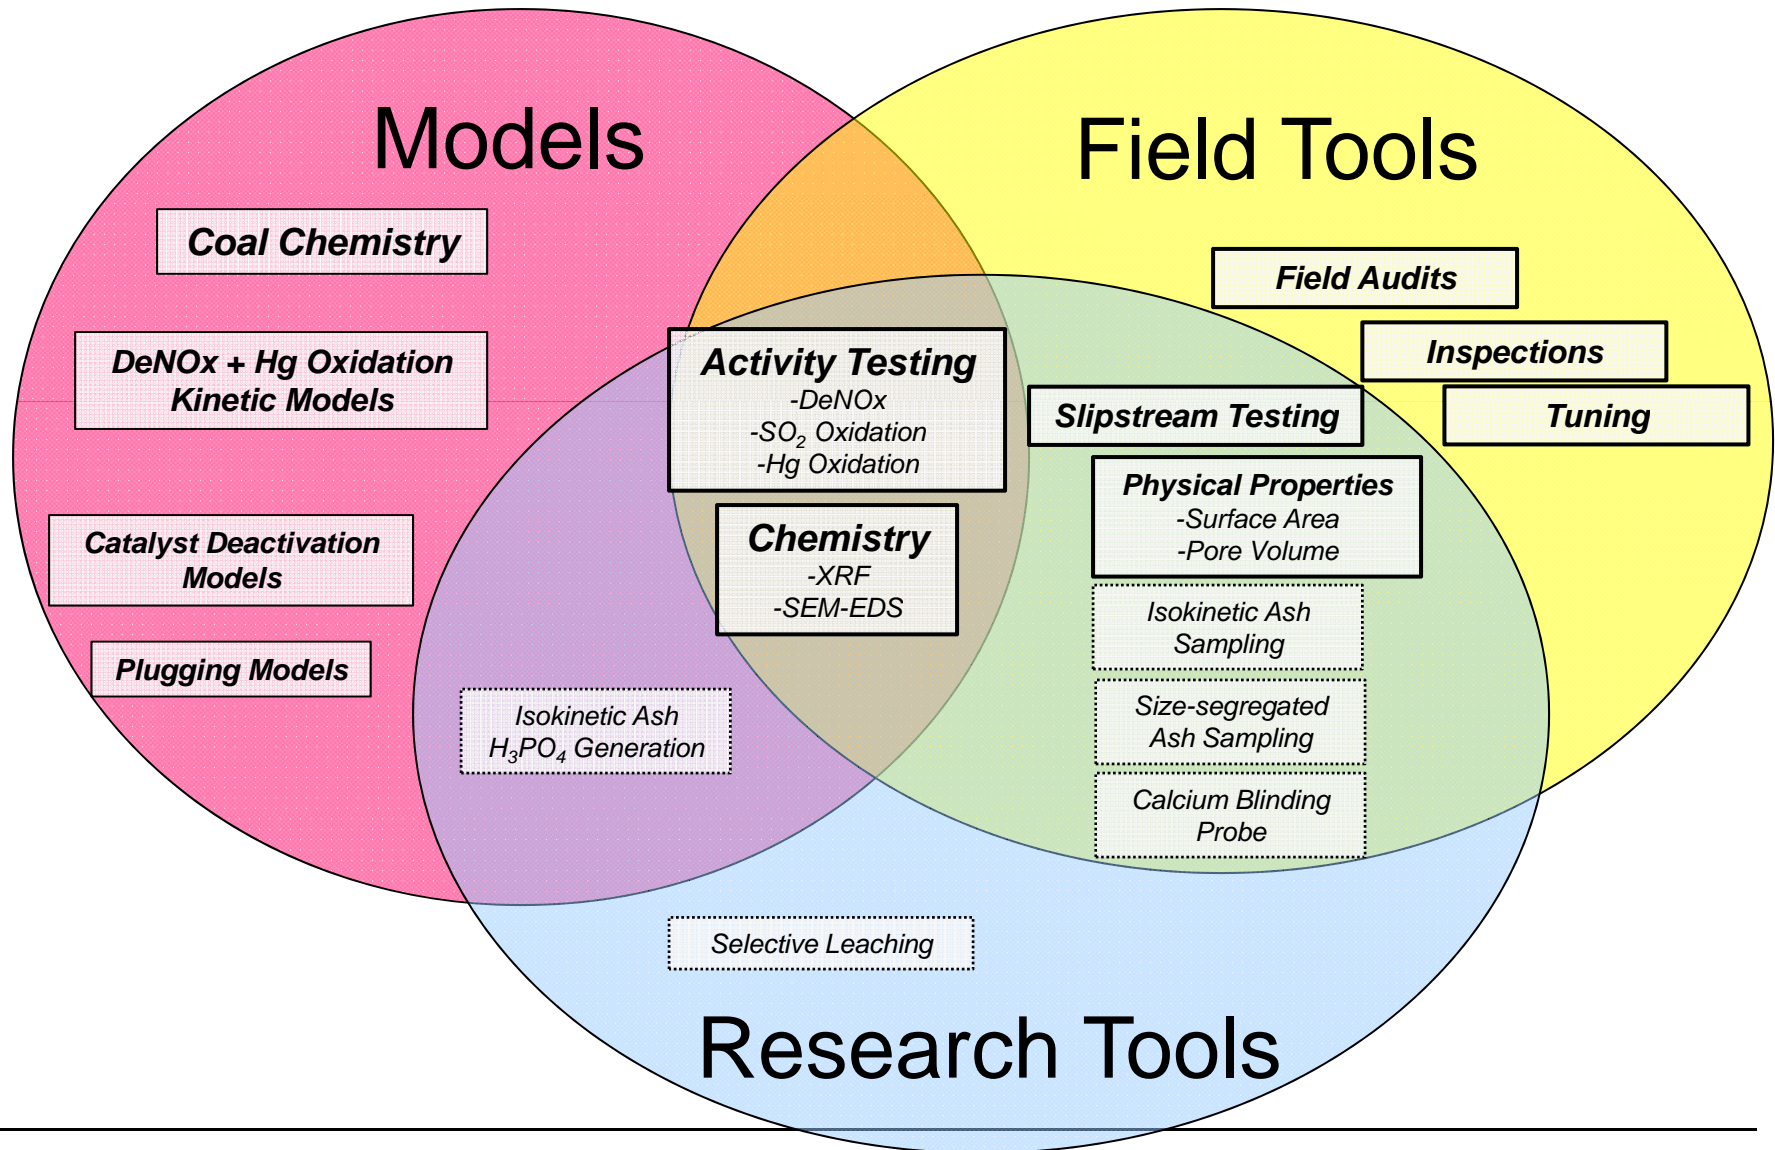 Models
Field Tools
Coal Chemistry
Field Audits
DeNOx + Hg Oxidation
Kinetic Models
Activity Testing
-DeNOx
-SO2 Oxidation
-Hg Oxidation
Inspections
Slipstream Testing
Tuning
Physical Properties
-Surface Area
-Pore Volume
Catalyst Deactivation
Models
Chemistry
-XRF
-SEM-EDS
Isokinetic Ash
Sampling
Plugging Models
Isokinetic Ash
H3PO4 Generation
Size-segregated
Ash Sampling
Calcium Blinding
Probe
Selective Leaching
Research Tools